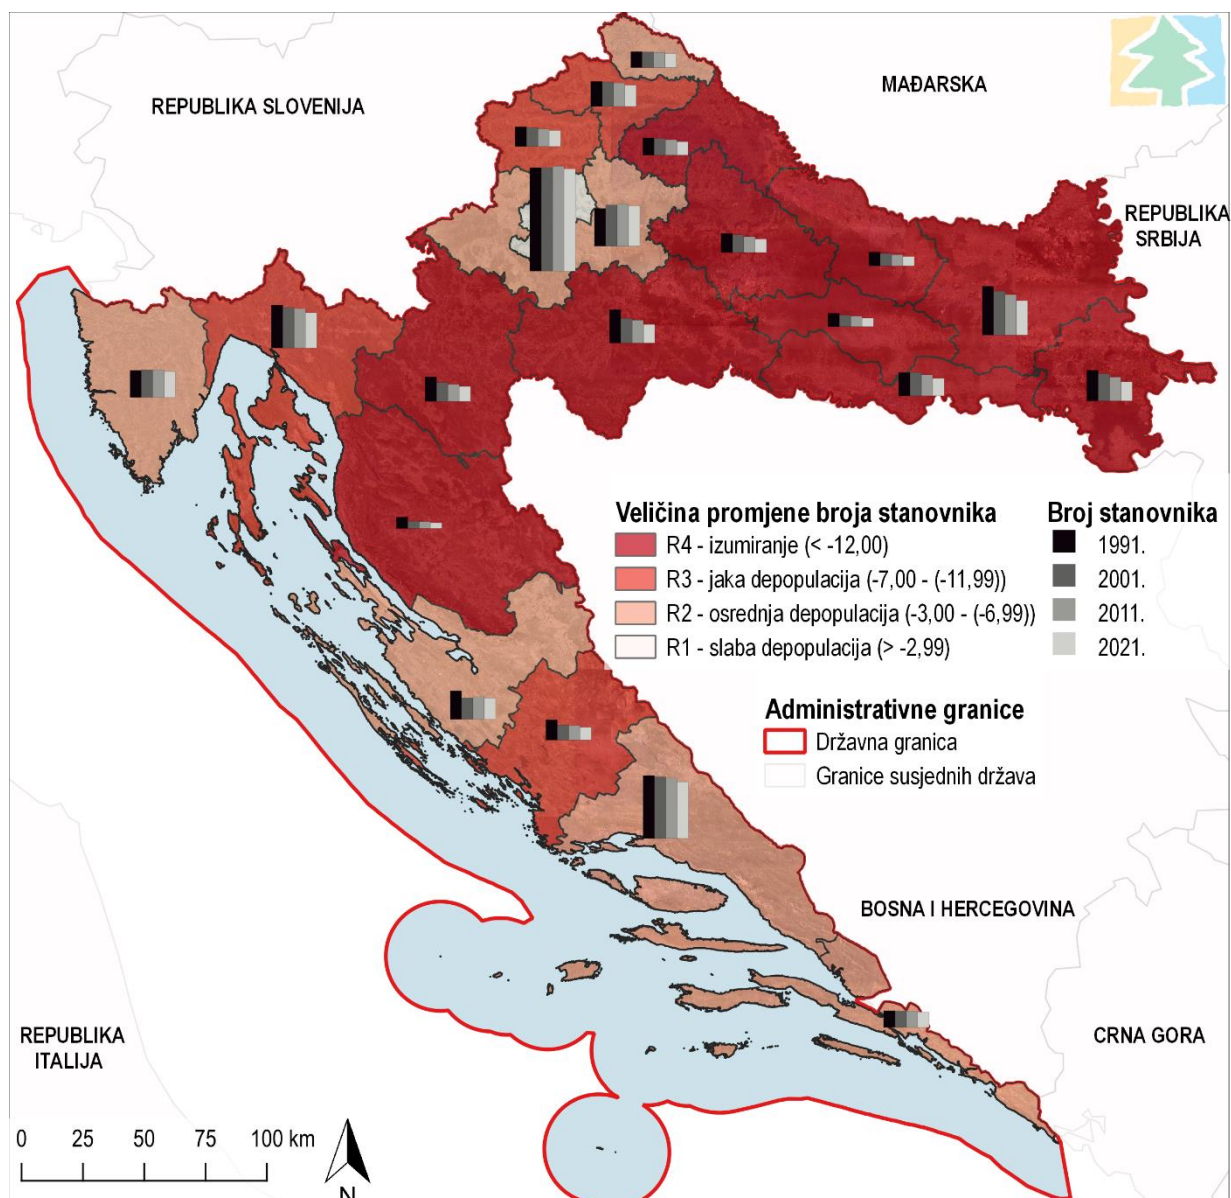 REPUBLIKA SLOVENIJA
MAĐARSKA
REPUBLIKA
SRBIJA
Veličina promjene broja stanovnika
R4 - izumiranje (< -12,00)
R3 - jaka depopulacija (-7,00 - (-11,99))
R2 - osrednja depopulacija (-3,00 - (-6,99))
R1 - slaba depopulacija (> -2,99)
Broj stanovnika
1991.
2001.
2011.
2021.
Administrativne granice
Državna granica
Granice susjednih država
BOSNA I HERCEGOVINA
REPUBLIKA
ITALIJA
CRNA GORA
0 25 50 75 100 km
N